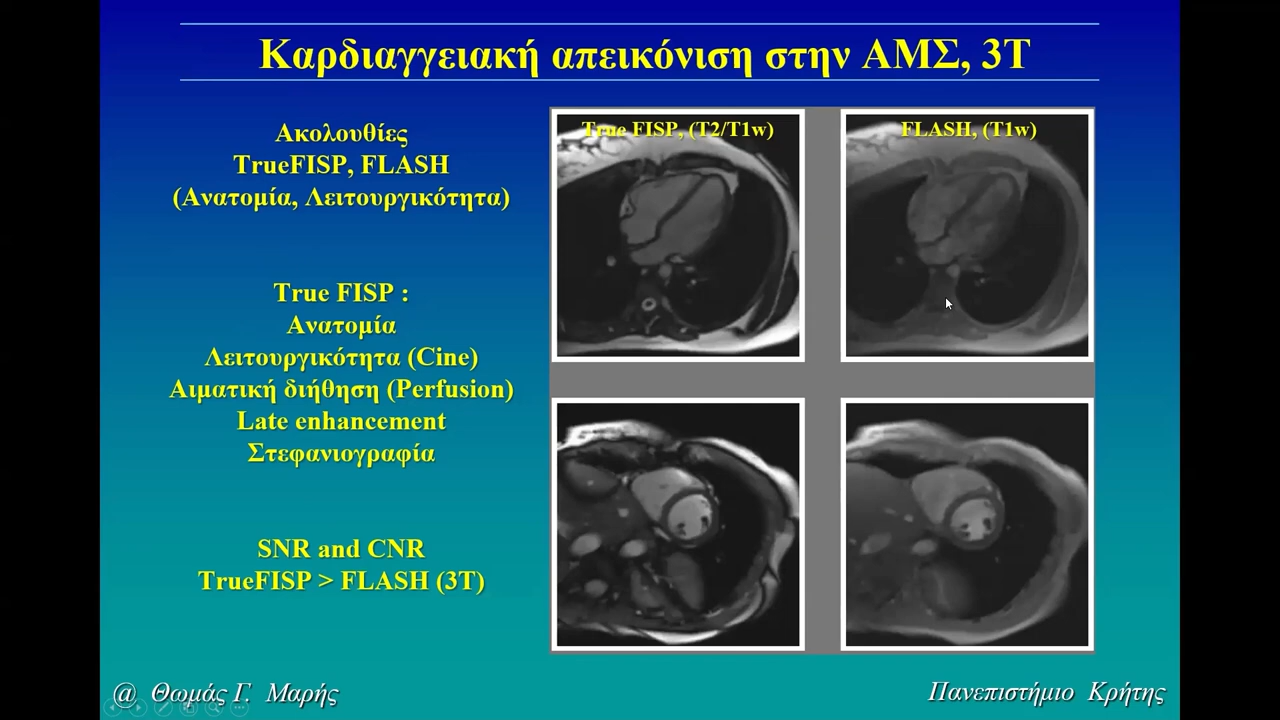 Καρδιαγγειακή απεικόνιση στην ΑΜΣ, 3Τ
Ακολουθίες
TrueFISP, FLASH
(Ανατομία, Λειτουργικότητα)
True FISP :
Ανατομία
Λειτουργικότητα (Cine)
Αιματική διήθηση (Perfusion)
Late enhancement
Στεφανιογραφία
SNR and CNR
TrueFISP > FLASH (3T)
True FISP, (T2/T1w)
FLASH, (T1w)
@ Θωμάς Γ. Μαρής
Πανεπιστήμιο Κρήτης